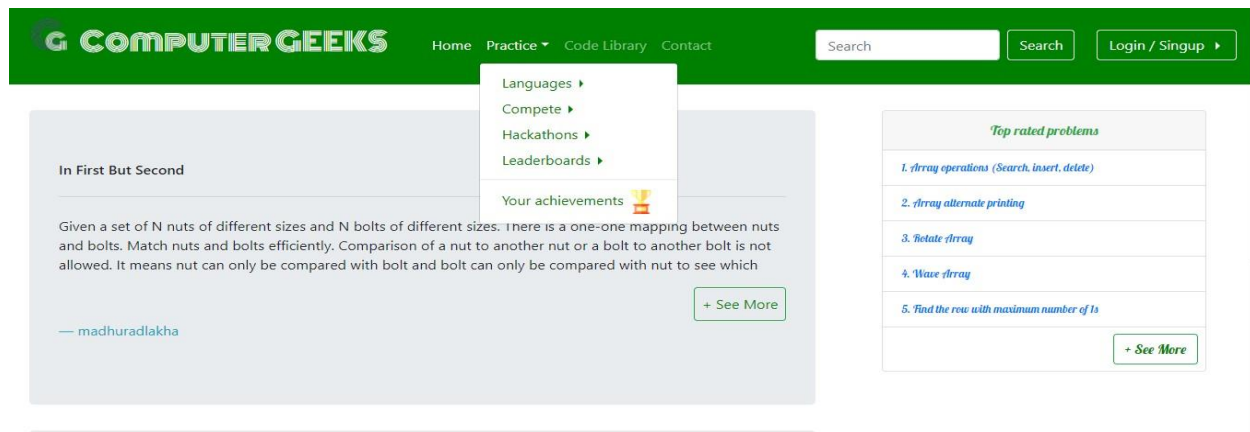 G COMPUTER GEEKS
Home Practice Code Library Contact
Search
Search
Login / Singup
Languages
Compete
Hackathons
Leaderboards
Your achievements
In First But Second
Given a set of N nuts of different sizes and N bolts of different sizes. There is a one-one mapping between nuts
and bolts. Match nuts and bolts efficiently. Comparison of a nut to another nut or a bolt to another bolt is not
allowed. It means nut can only be compared with bolt and bolt can only be compared with nut to see which
+ See More
— madhuradlakha
Top rated problems
1. Array operations (Search, insert, delete)
2. Array alternate printing
3. Rotate Array
4. Wave Array
5. Find the row with maximum number of 1s
+ See More